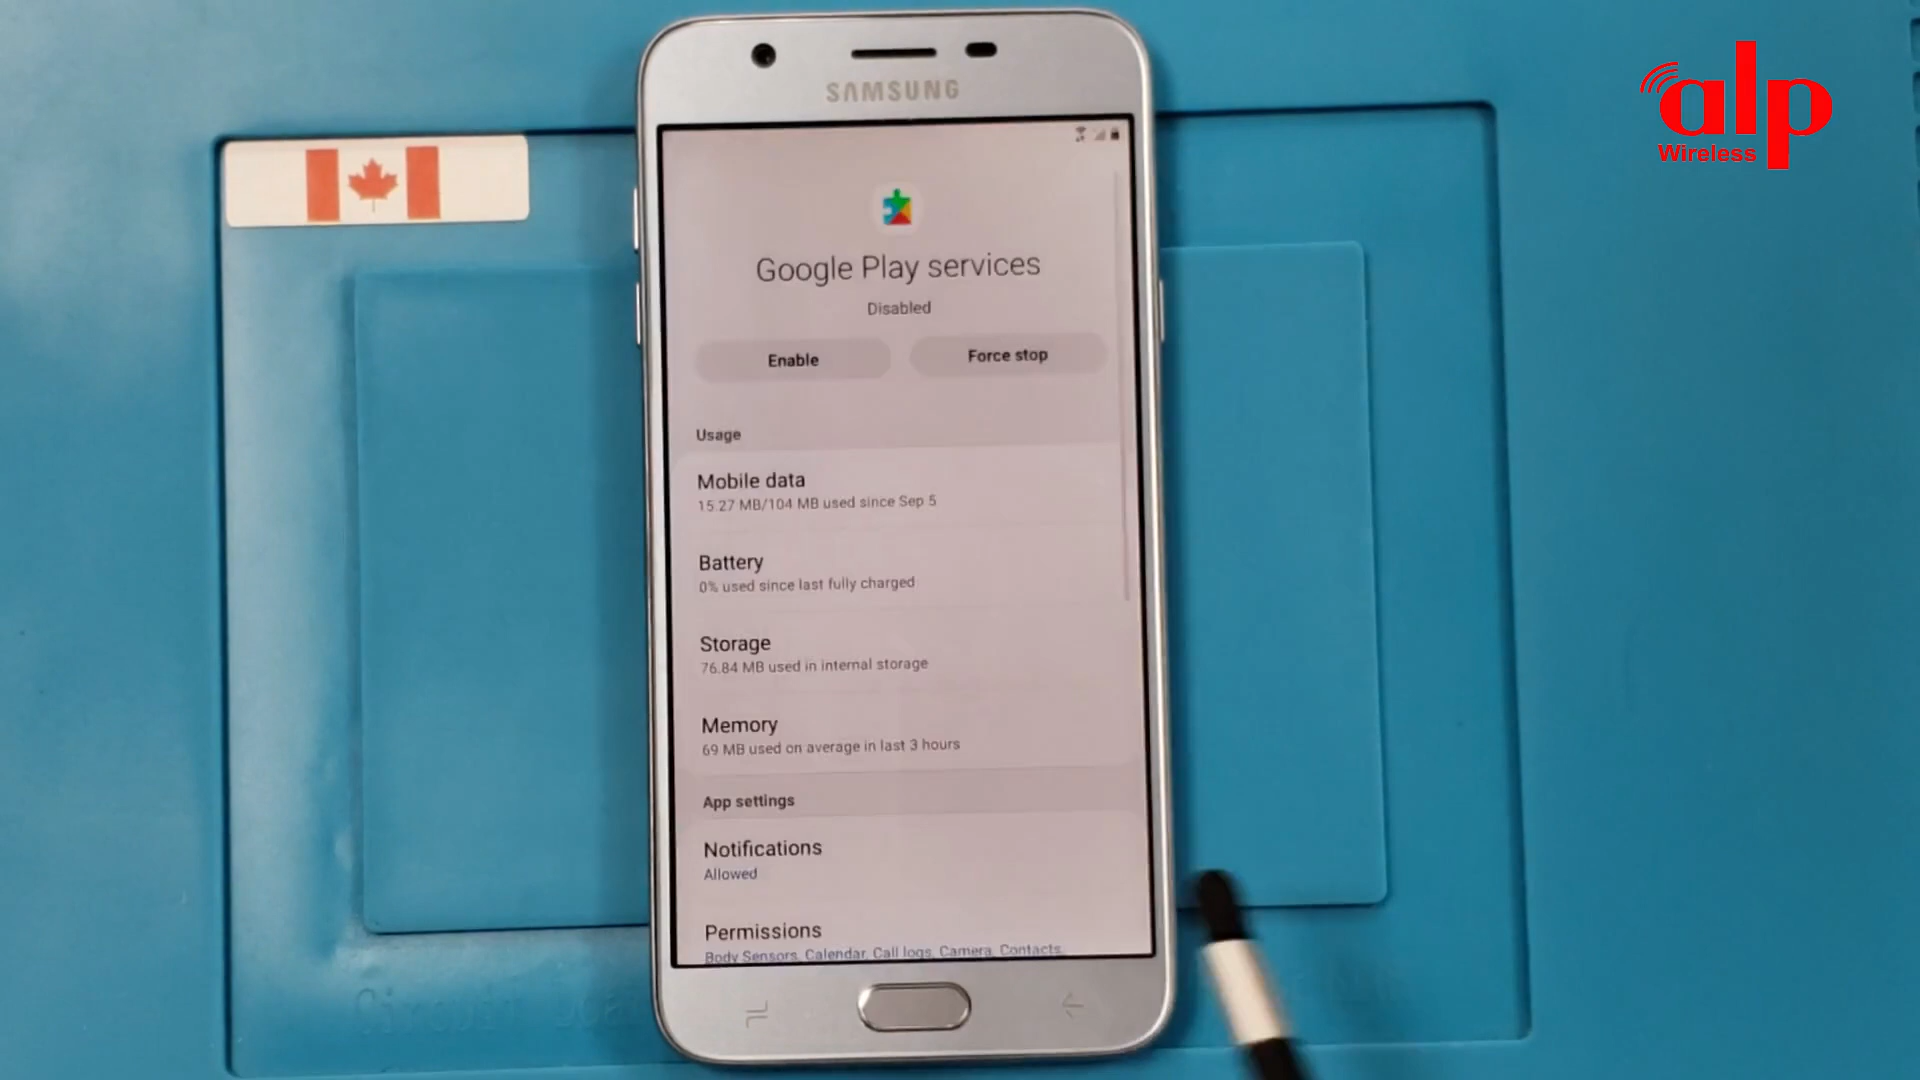 alp
Wireless
SAMSUNG
Google Play services
Disabled
Enable
Force stop
Usage
Mobile data
15.27 MB/104 MB used since Sep 5
Battery
0% used since last fully charged
Storage
76.84 MB used in internal storage
Memory
69 MB used on average in last 3 hours
App settings
Notifications
Allowed
Permissions
Body Sensors, Calendar, Call logs, Camera, Contacts,